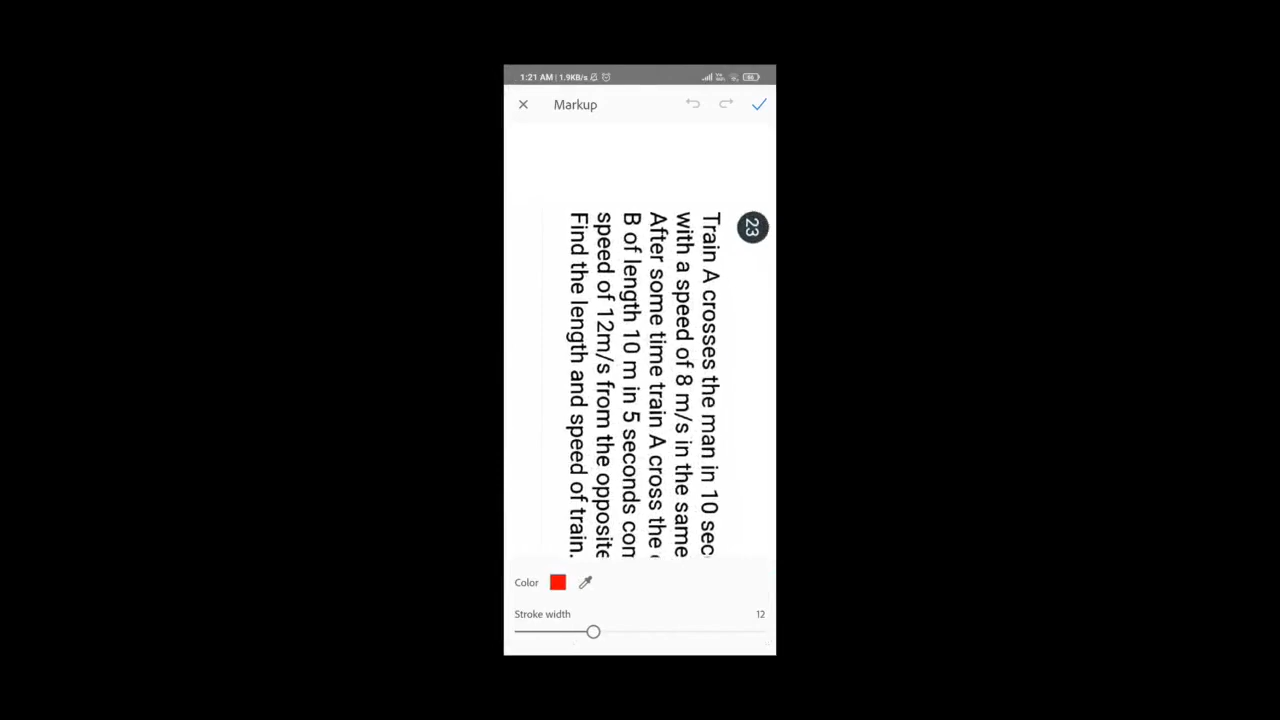 1:21 AM | 1.9KB/s
Markup
23
Train A crosses the man in 10 sec
with a speed of 8 m/s in the same
After some time train A cross the
B of length 10 m in 5 seconds com
speed of 12m/s from the opposite
Find the length and speed of train.
Color
Stroke width 12